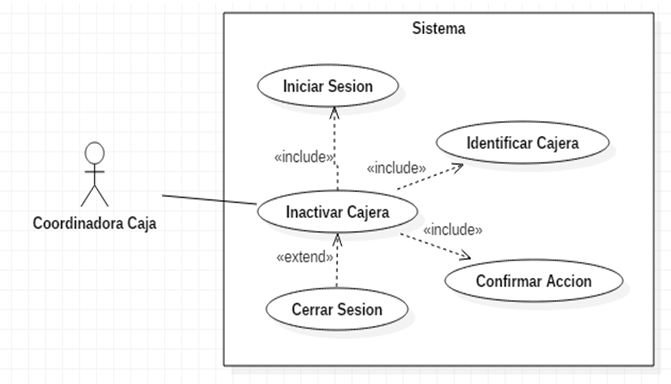 Sistema
Iniciar Sesion
Identificar Cajera
«include»
«include»
Coordinadora Caja
Inactivar Cajera
«include»
«extend»
Confirmar Accion
Cerrar Sesion